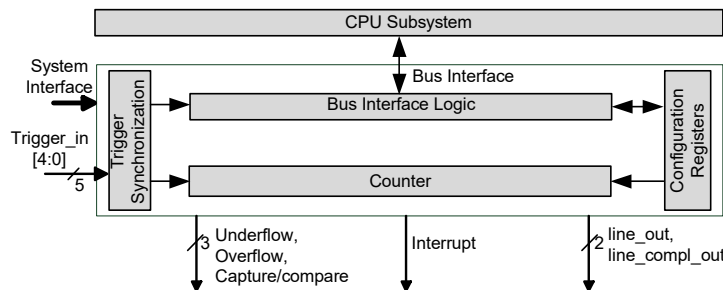 CPU Subsystem
System
Interface
Bus Interface
Bus Interface Logic
Trigger
Synchronization
Configuration
Registers
Trigger_in
[4:0]
5
Counter
3
Underflow,
Overflow,
Capture/compare
Interrupt
2
line_out,
line_compl_out